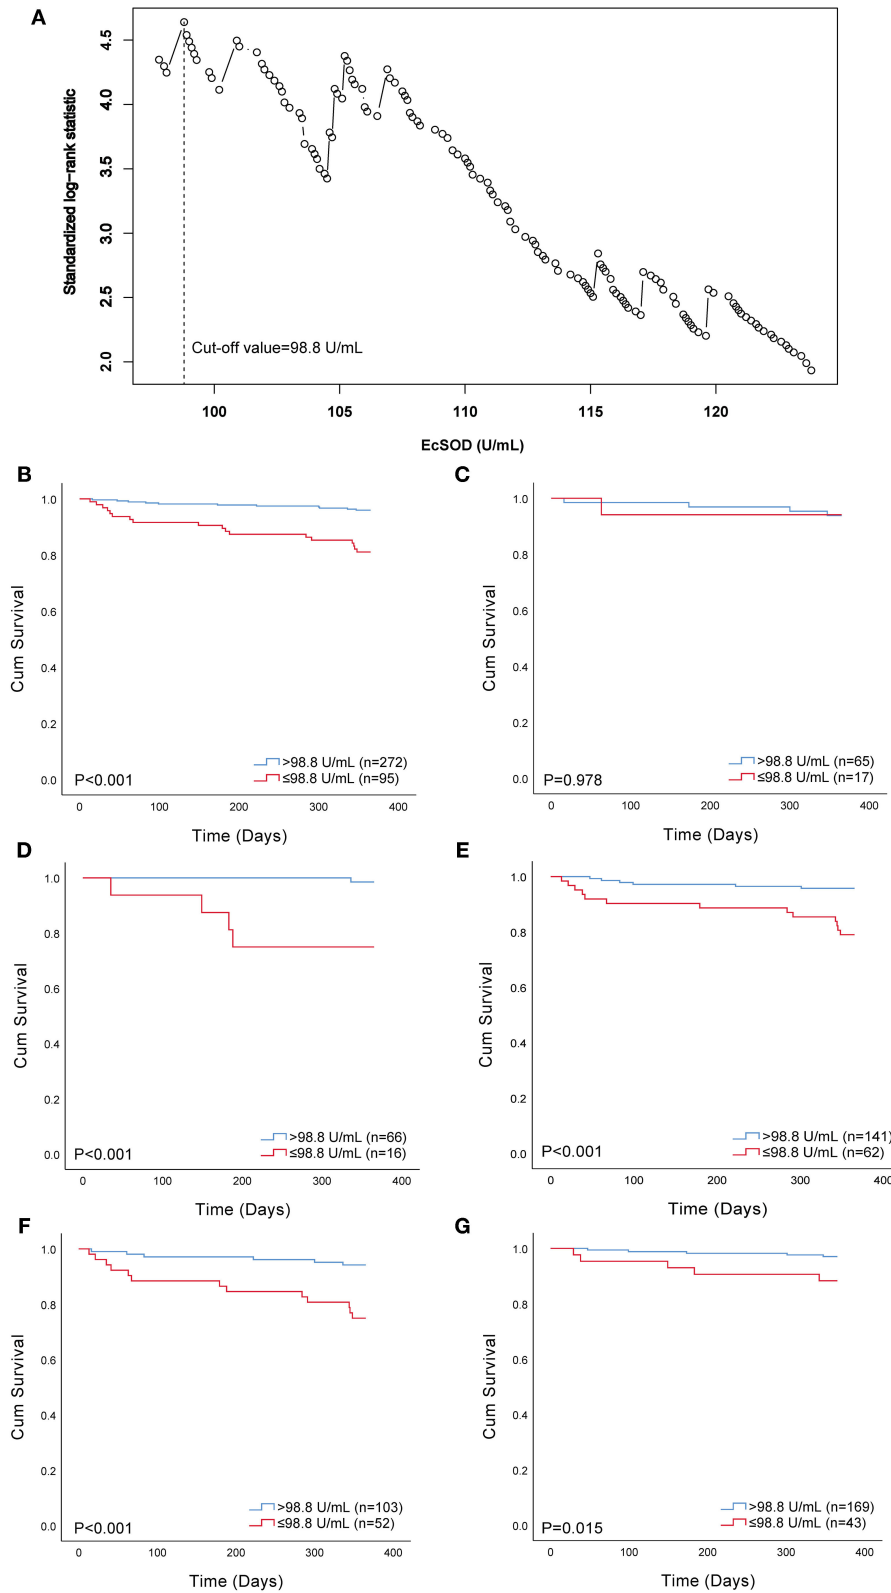 A
Standardized log−rank statistic
4.5
4.0
3.5
3.0
2.5
2.0
Cut-off value=98.8 U/mL
100 105 110 115 120
EcSOD (U/mL)
B
Cum Survival
1.0
0.8
0.6
0.4
0.2
0.0
>98.8 U/mL (n=272)
≤98.8 U/mL (n=95)
P<0.001
0 100 200 300 400
Time (Days)
C
Cum Survival
1.0
0.8
0.6
0.4
0.2
0.0
>98.8 U/mL (n=65)
≤98.8 U/mL (n=17)
P=0.978
0 100 200 300 400
Time (Days)
D
Cum Survival
1.0
0.8
0.6
0.4
0.2
0.0
>98.8 U/mL (n=66)
≤98.8 U/mL (n=16)
P<0.001
0 100 200 300 400
Time (Days)
E
Cum Survival
1.0
0.8
0.6
0.4
0.2
0.0
>98.8 U/mL (n=141)
≤98.8 U/mL (n=62)
P<0.001
0 100 200 300 400
Time (Days)
F
Cum Survival
1.0
0.8
0.6
0.4
0.2
0.0
>98.8 U/mL (n=103)
≤98.8 U/mL (n=52)
P<0.001
0 100 200 300 400
Time (Days)
G
Cum Survival
1.0
0.8
0.6
0.4
0.2
0.0
>98.8 U/mL (n=169)
≤98.8 U/mL (n=43)
P=0.015
0 100 200 300 400
Time (Days)